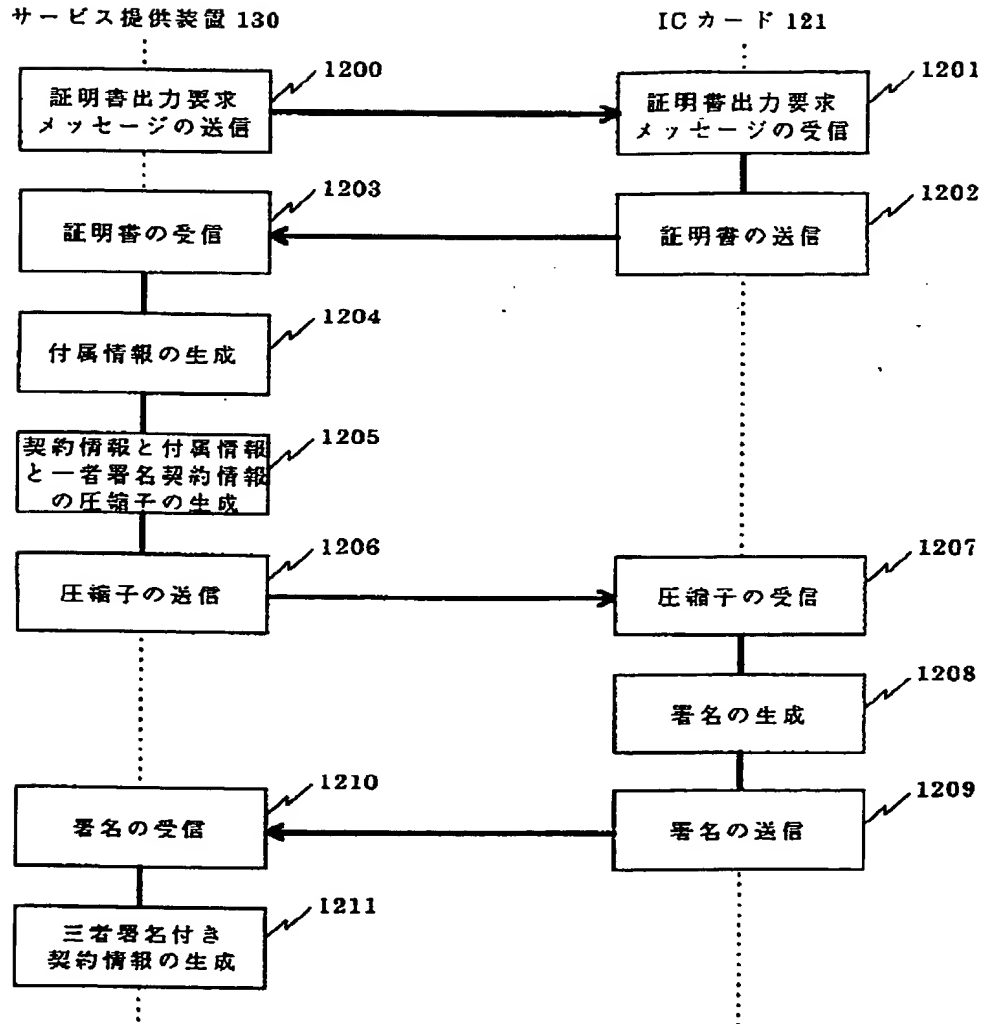 サービス提供装置 130
ICカード 121
1200
証明書出力要求
メッセージの送信
1201
証明書出力要求
メッセージの受信
1203
証明書の受信
1202
証明書の送信
1204
付属情報の生成
1205
契約情報と付属情報
と一者署名契約情報
の圧縮子の生成
1206
圧縮子の送信
1207
圧縮子の受信
1208
署名の生成
1210
署名の受信
1209
署名の送信
1211
三者署名付き
契約情報の生成